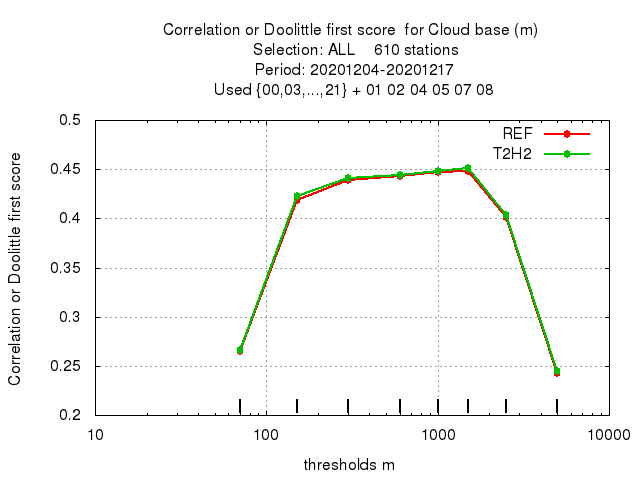 Correlation or Doolittle first score  for Cloud base (m)
Selection: ALL    610 stations
Period: 20201204-20201217
Used {00,03,...,21} + 01 02 04 05 07 08
REF
T2H2
Correlation or Doolittle first score
0.5
0.45
0.4
0.35
0.3
0.25
0.2
10 100 1000 10000
thresholds m